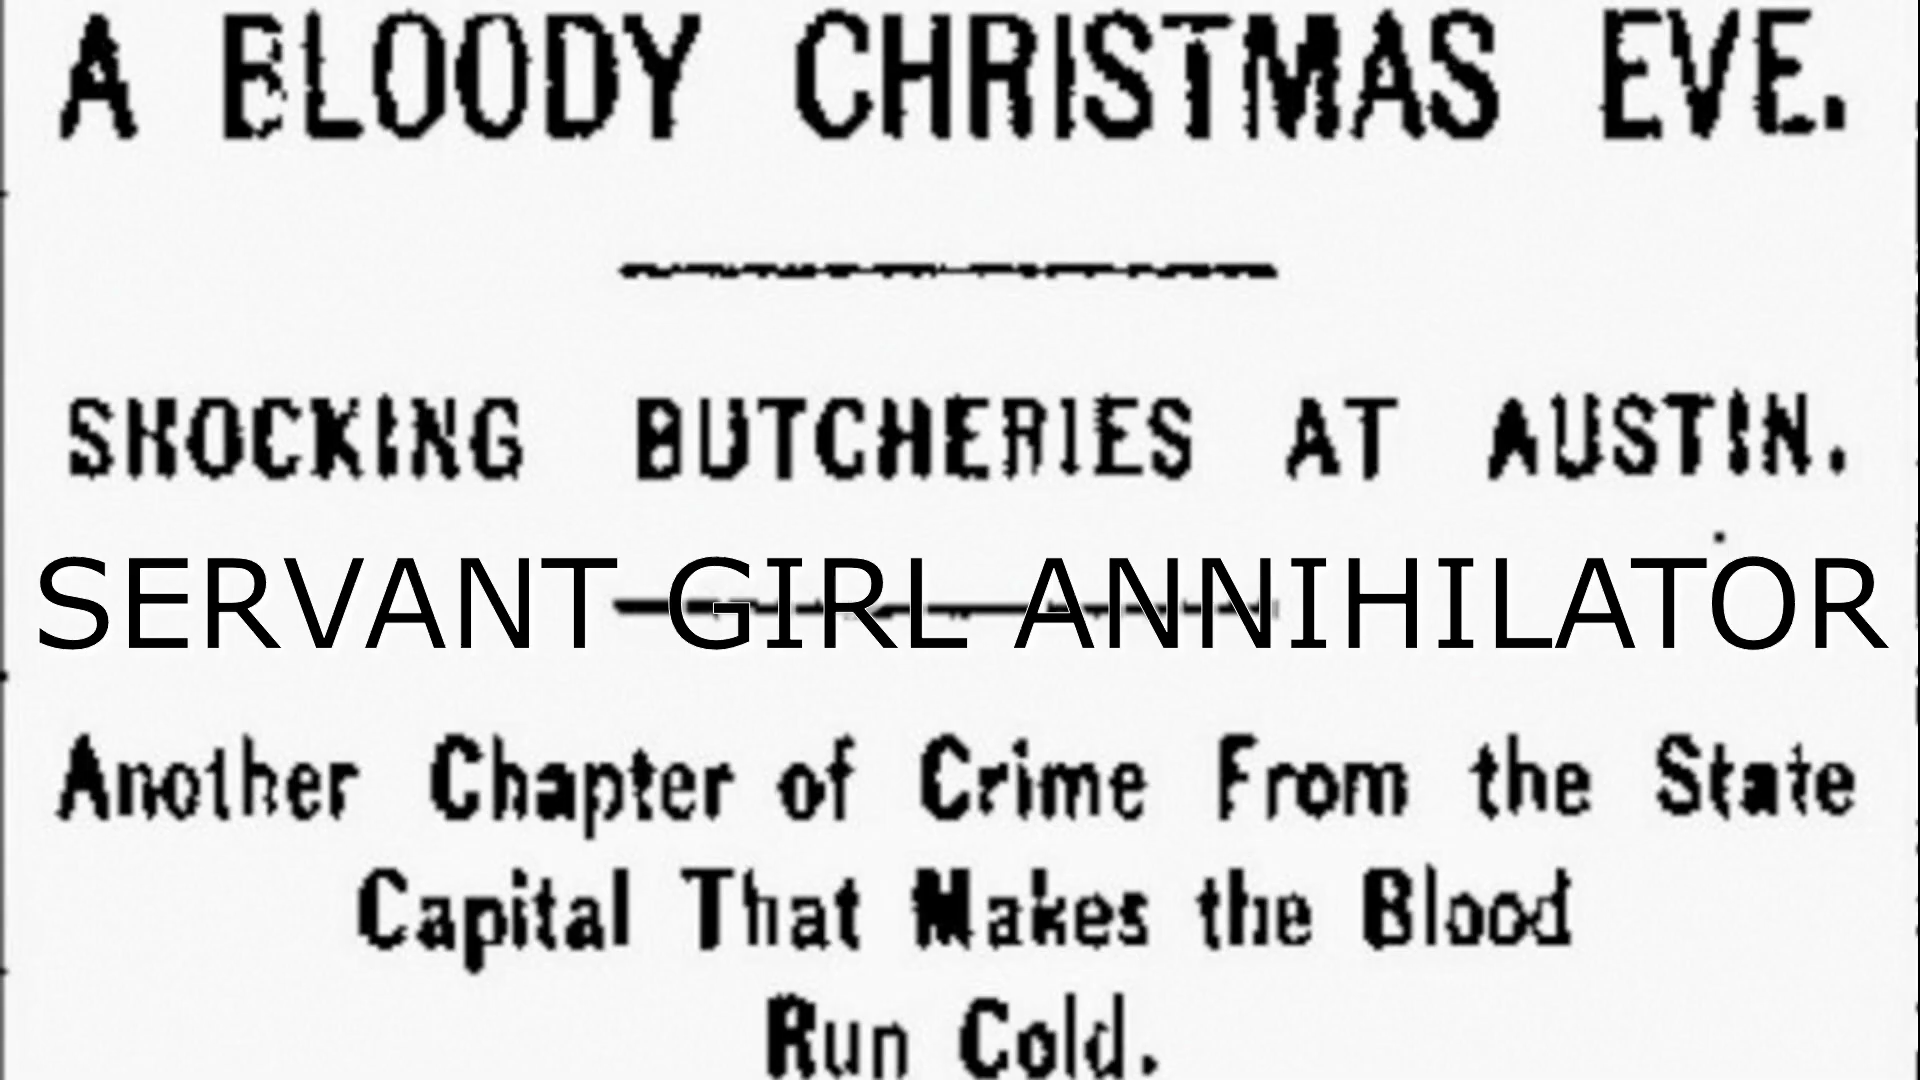 A BLOODY CHRISTMAS EVE.
SHOCKING BUTCHERIES AT AUSTIN.
SERVANT GIRL ANNIHILATOR
Another Chapter of Crime From the State
Capital That Makes the Blood
Run Cold.